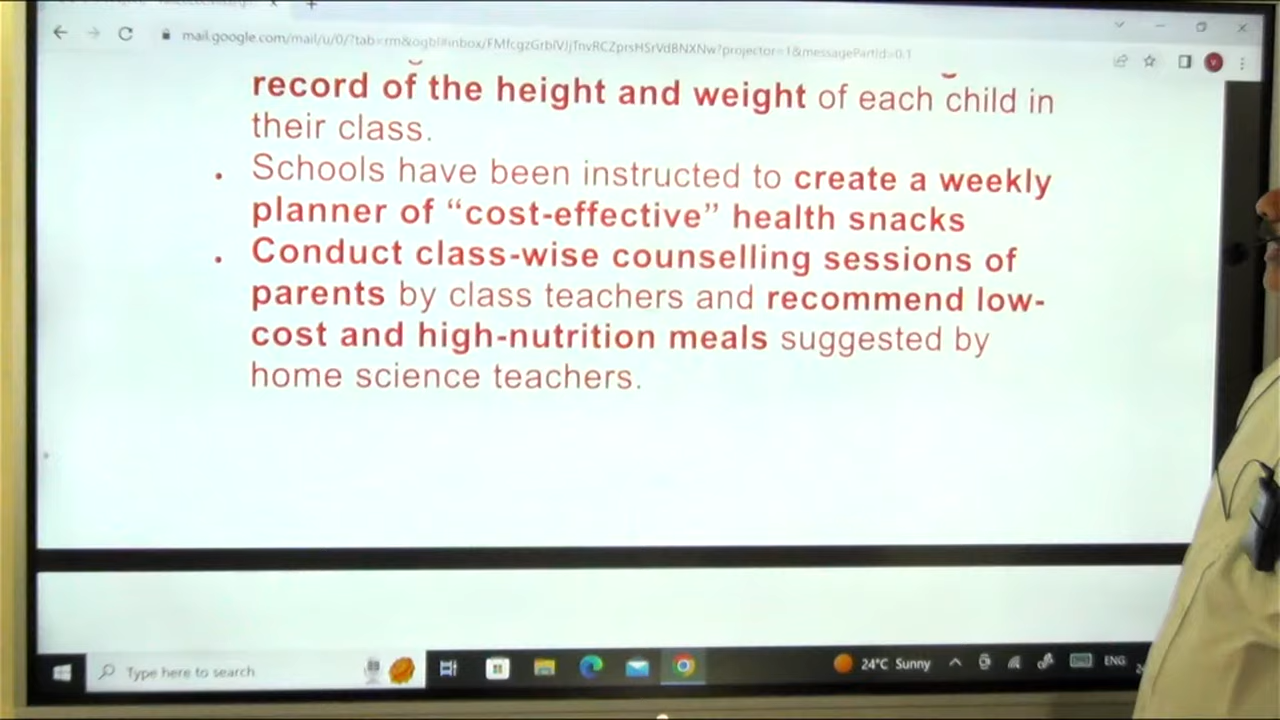 record of the height and weight of each child in
their class.
. Schools have been instructed to create a weekly
planner of “cost-effective” health snacks
. Conduct class-wise counselling sessions of
parents by class teachers and recommend low-
cost and high-nutrition meals suggested by
home science teachers.
Type here to search
24°C Sunny
ENG